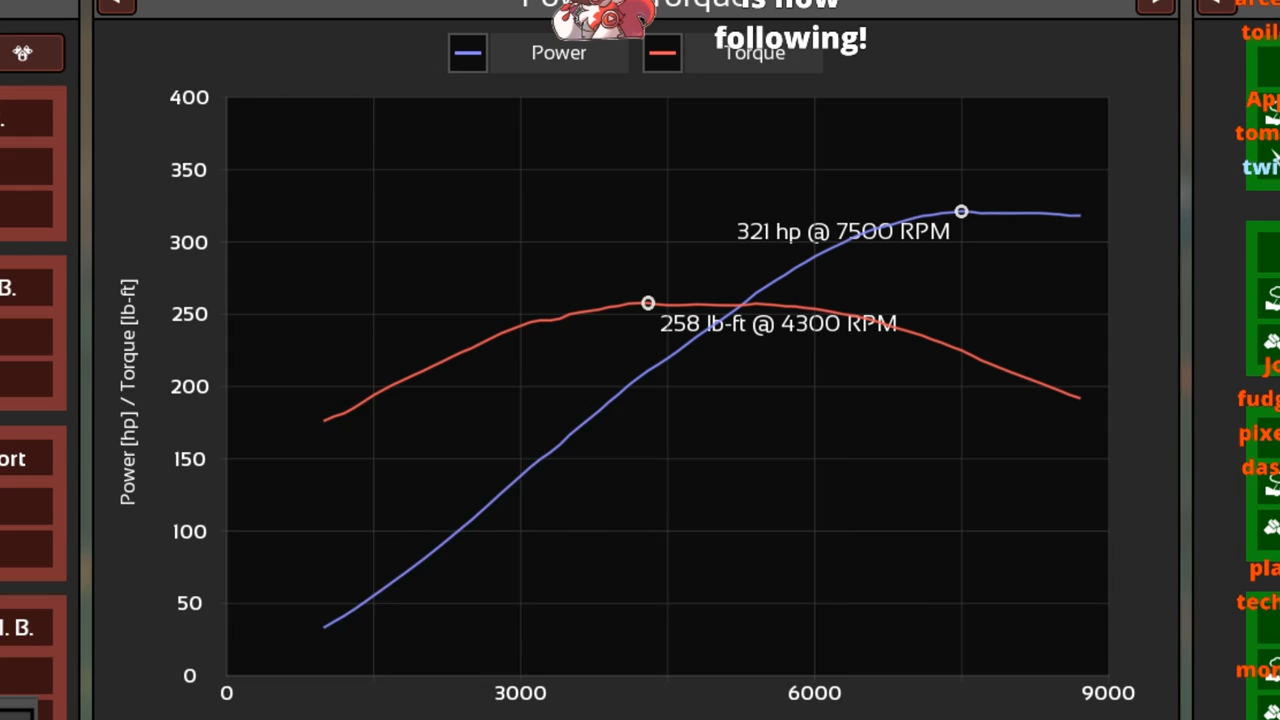 is now
following!
Power
Torque
400
350
300
250
200
150
100
50
0
0
3000
6000
9000
Power [hp] / Torque [lb-ft]
321 hp @ 7500 RPM
258 lb-ft @ 4300 RPM
B.
ort
I. B.
toil
App
tom
twi
fudg
pixe
das
pla
tech
mor